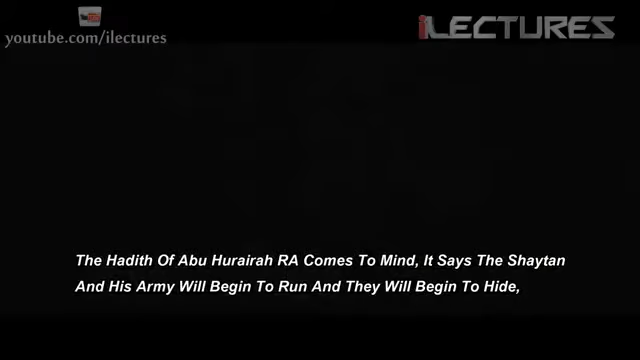 youtube.com/ilectures
iLECTURES
The Hadith Of Abu Hurairah RA Comes To Mind, It Says The Shaytan
And His Army Will Begin To Run And They Will Begin To Hide,